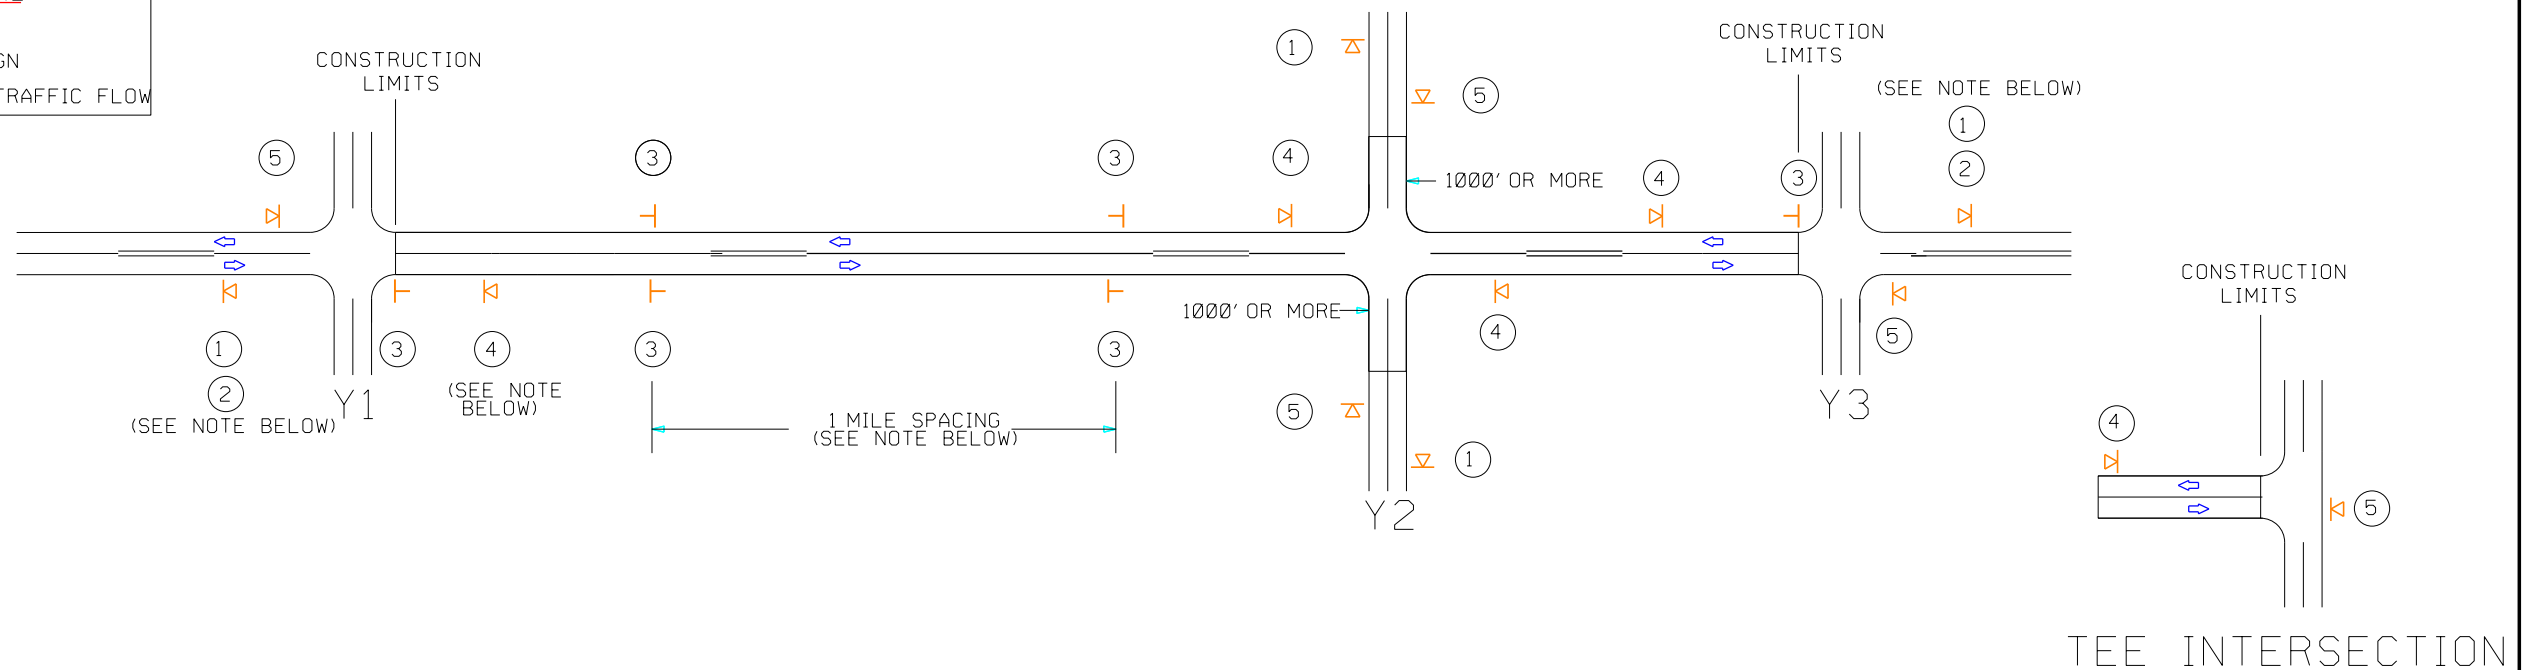 TRAFFIC FLOW
CONSTRUCTION
LIMITS
5
3
3
4
1
5
1000' OR MORE
CONSTRUCTION
LIMITS
(SEE NOTE BELOW)
1
2
4
3
1
2
(SEE NOTE BELOW)
Y1
3
4
(SEE NOTE
BELOW)
3
3
1 MILE SPACING
(SEE NOTE BELOW)
1000' OR MORE
4
5
1
Y2
5
Y3
CONSTRUCTION
LIMITS
4
5
TEE INTERSECTION